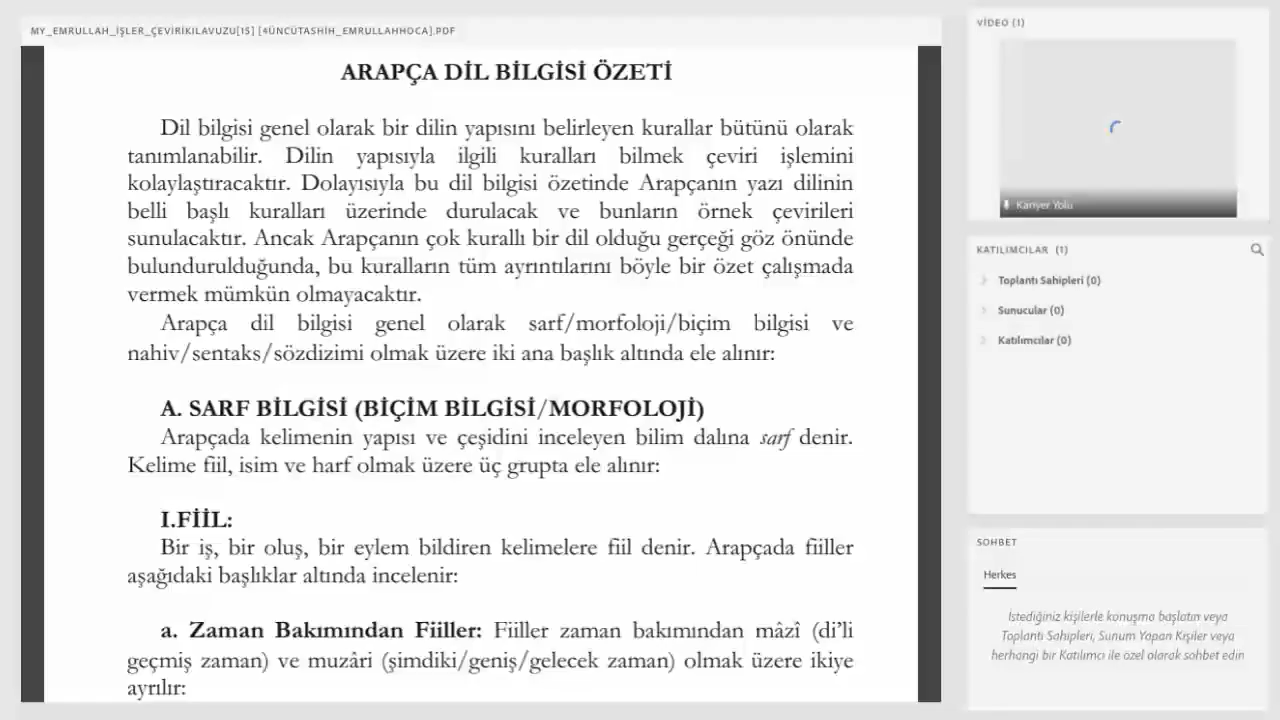 MY_EMRULLAH_İŞLER_ÇEVİRİKILAVUZU[15] [4ÜNCÜTASHİH_EMRULLAHHOCA].PDF
ARAPÇA DİL BİLGİSİ ÖZETİ
Dil bilgisi genel olarak bir dilin yapısını belirleyen kurallar bütünü olarak
tanımlanabilir. Dilin yapısıyla ilgili kuralları bilmek çeviri işlemini
kolaylaştıracaktır. Dolayısıyla bu dil bilgisi özetinde Arapçanın yazı dilinin
belli başlı kuralları üzerinde durulacak ve bunların örnek çevirileri
sunulacaktır. Ancak Arapçanın çok kurallı bir dil olduğu gerçeği göz önünde
bulundurulduğunda, bu kuralların tüm ayrıntılarını böyle bir özet çalışmada
vermek mümkün olmayacaktır.
Arapça dil bilgisi genel olarak sarf/morfoloji/biçim bilgisi ve
nahiv/sentaks/sözdizimi olmak üzere iki ana başlık altında ele alınır:
A. SARF BİLGİSİ (BİÇİM BİLGİSİ/MORFOLOJİ)
Arapçada kelimenin yapısı ve çeşidini inceleyen bilim dalına sarf denir.
Kelime fiil, isim ve harf olmak üzere üç grupta ele alınır:
I.FİİL:
Bir iş, bir oluş, bir eylem bildiren kelimelere fiil denir. Arapçada fiiller
aşağıdaki başlıklar altında incelenir:
a. Zaman Bakımından Fiiller: Fiiller zaman bakımından mâzî (di'li
geçmiş zaman) ve muzâri (şimdiki/geniş/gelecek zaman) olmak üzere ikiye
ayrılır:
VİDEO (1)
Kariyer Yolu
KATILIMCILAR (1)
Toplantı Sahipleri (0)
Sunucular (0)
Katılımcılar (0)
SOHBET
Herkes
İstediğiniz kişilerle konuşma başlatın veya
Toplantı Sahipleri, Sunum Yapan Kişiler veya
herhangi bir Katılımcı ile özel olarak sohbet edin